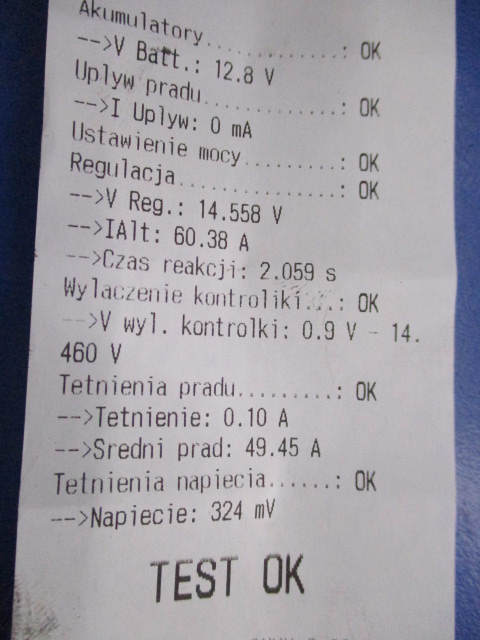 Akumulatory..............: OK
-->V Batt.: 12.8 V
Uplyw pradu..............: OK
-->I Uplyw: 0 mA
Ustawienie mocy.........: OK
Regulacja................: OK
-->V Reg.: 14.558 V
-->IAlt: 60.38 A
-->Czas reakcji: 2.059 s
Wylaczenie kontroliki...: OK
-->V wyl. kontrolki: 0.9 V - 14.
460 V
Tetnienia pradu.........: OK
-->Tetnienie: 0.10 A
-->Sredni prad: 49.45 A
Tetnienia napiecia......: OK
-->Napiecie: 324 mV
TEST OK